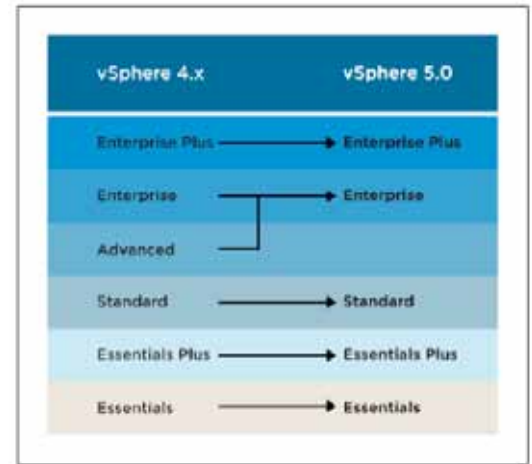 vSphere 4.x vSphere 5.0
Enterprise Plus Enterprise Plus
Enterprise Enterprise
Advanced
Standard Standard
Essentials Plus Essentials Plus
Essentials Essentials